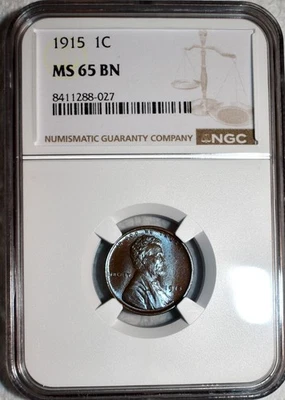 1915 1C
MS 65 BN
8411288-027
NUMISMATIC GUARANTY COMPANY NGC